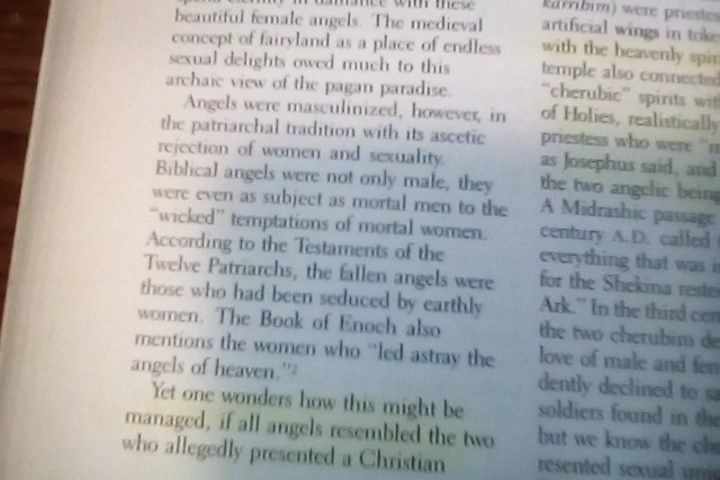 beautiful female angels. The medieval
concept of fairyland as a place of endless
sexual delights owed much to this
archaic view of the pagan paradise.
Angels were masculinized, however, in
the patriarchal tradition with its ascetic
rejection of women and sexuality.
Biblical angels were not only male, they
were even as subject as mortal men to the
"wicked" temptations of mortal women.
According to the Testaments of the
Twelve Patriarchs, the fallen angels were
those who had been seduced by earthly
women. The Book of Enoch also
mentions the women who "led astray the
angels of heaven."2
Yet one wonders how this might be
managed, if all angels resembled the two
who allegedly presented a Christian
karribim) were
artificial wings in
with the heavenly
temple also connected
"cherubic" spirits
of Holies, realistically
priestess who were
as Josephus said, and
the two angelic
A Midrashic passage
century A.D. called
everything that was
for the Shekina
Ark." In the third
the two cherubim
love of male and
declined to
soldiers found in
but we know the
sexual